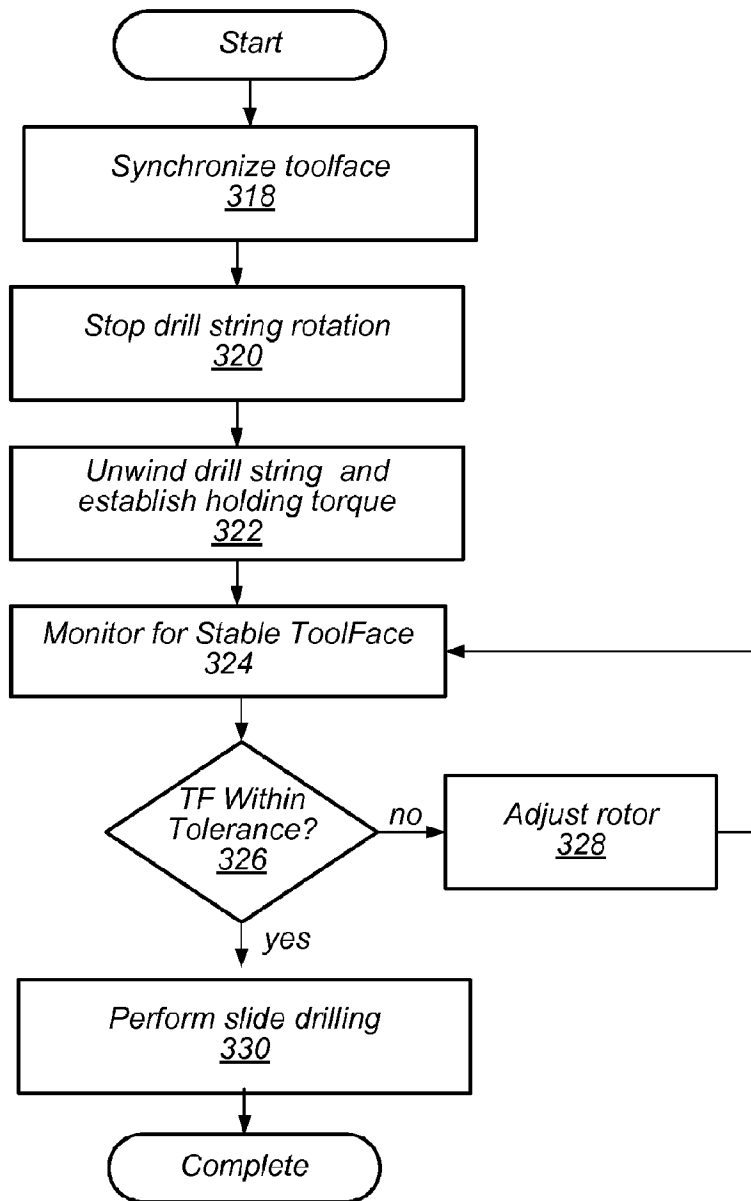 Start
Synchronize toolface
318
Stop drill string rotation
320
Unwind drill string and
establish holding torque
322
Monitor for Stable ToolFace
324
TF Within
Tolerance?
326
no
Adjust rotor
328
yes
Perform slide drilling
330
Complete